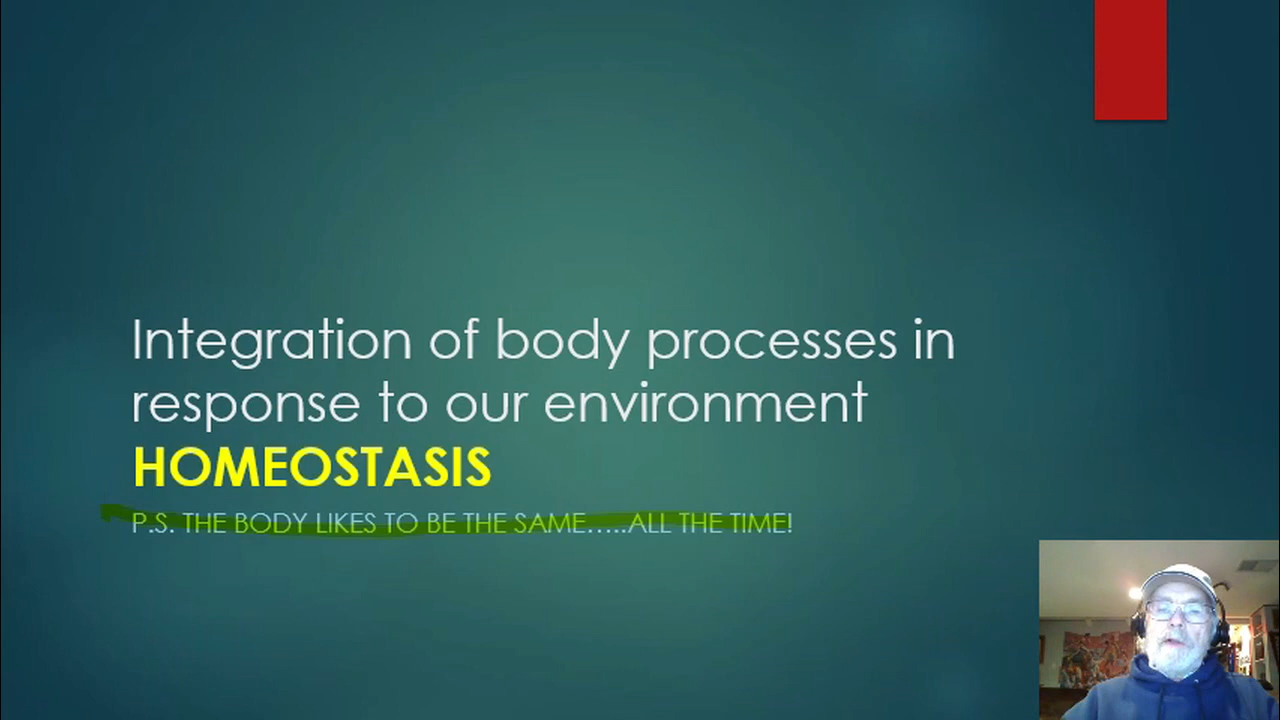 Integration of body processes in
response to our environment
HOMEOSTASIS
P.S. THE BODY LIKES TO BE THE SAME…..ALL THE TIME!